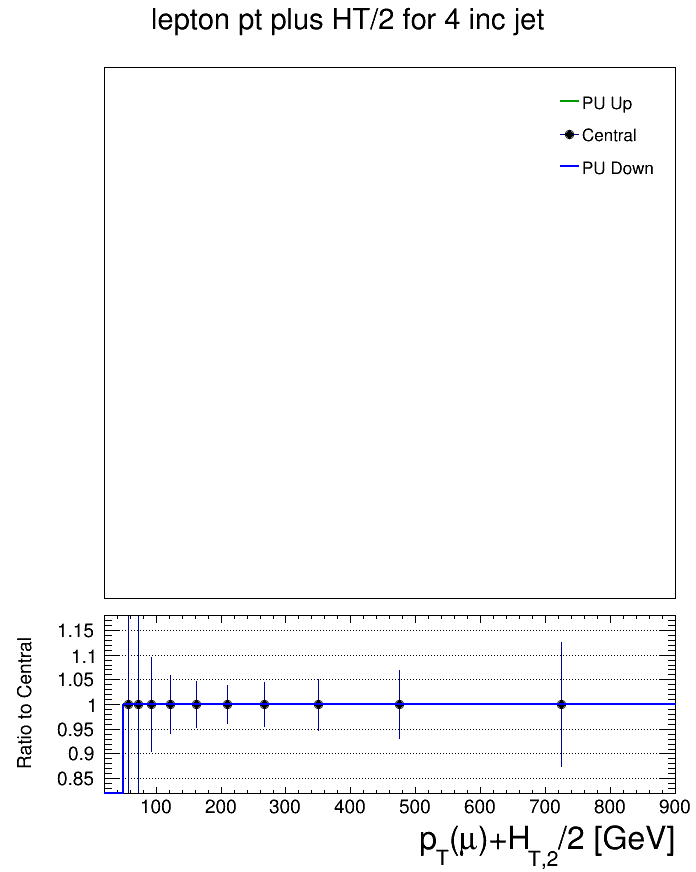 lepton pt plus HT/2 for 4 inc jet
PU Up
Central
PU Down
Ratio to Central
1.15
1.1
1.05
1
0.95
0.9
0.85
100 200 300 400 500 600 700 800 900
p_T(μ)+H_T,2/2 [GeV]